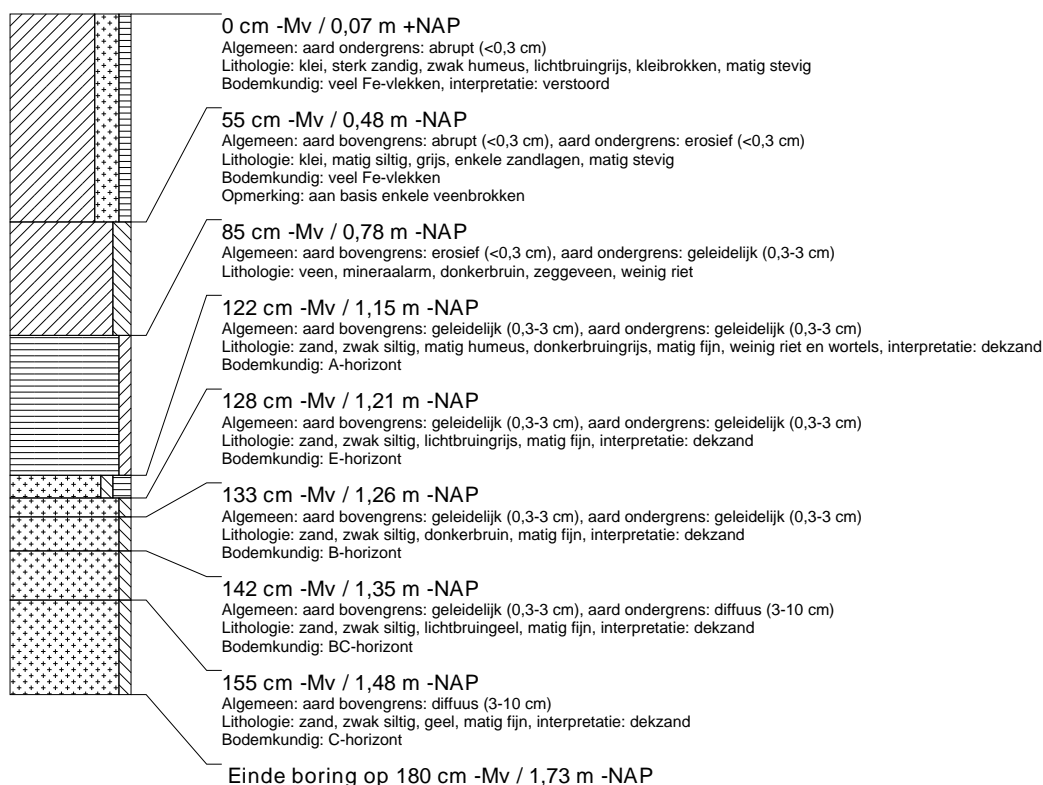 0 cm -Mv / 0,07 m +NAP
Algemeen: aard ondergrens: abrupt (<0,3 cm)
Lithologie: klei, sterk zandig, zwak humeus, lichtbruingrijs, kleibrokken, matig stevig
Bodemkundig: veel Fe-vlekken, interpretatie: verstoord
55 cm -Mv / 0,48 m -NAP
Algemeen: aard bovengrens: abrupt (<0,3 cm), aard ondergrens: erosief (<0,3 cm)
Lithologie: klei, matig siltig, grijs, enkele zandlagen, matig stevig
Bodemkundig: veel Fe-vlekken
Opmerking: aan basis enkele veenbrokken
85 cm -Mv / 0,78 m -NAP
Algemeen: aard bovengrens: erosief (<0,3 cm), aard ondergrens: geleidelijk (0,3-3 cm)
Lithologie: veen, mineraalarm, donkerbruin, zeggeveen, weinig riet
122 cm -Mv / 1,15 m -NAP
Algemeen: aard bovengrens: geleidelijk (0,3-3 cm), aard ondergrens: geleidelijk (0,3-3 cm)
Lithologie: zand, zwak siltig, matig humeus, donkerbruingrijs, matig fijn, weinig riet en wortels, interpretatie: dekzand
Bodemkundig: A-horizont
128 cm -Mv / 1,21 m -NAP
Algemeen: aard bovengrens: geleidelijk (0,3-3 cm), aard ondergrens: geleidelijk (0,3-3 cm)
Lithologie: zand, zwak siltig, lichtbruingrijs, matig fijn, interpretatie: dekzand
Bodemkundig: E-horizont
133 cm -Mv / 1,26 m -NAP
Algemeen: aard bovengrens: geleidelijk (0,3-3 cm), aard ondergrens: geleidelijk (0,3-3 cm)
Lithologie: zand, zwak siltig, donkerbruin, matig fijn, interpretatie: dekzand
Bodemkundig: B-horizont
142 cm -Mv / 1,35 m -NAP
Algemeen: aard bovengrens: geleidelijk (0,3-3 cm), aard ondergrens: diffuus (3-10 cm)
Lithologie: zand, zwak siltig, lichtbruingeel, matig fijn, interpretatie: dekzand
Bodemkundig: BC-horizont
155 cm -Mv / 1,48 m -NAP
Algemeen: aard bovengrens: diffuus (3-10 cm)
Lithologie: zand, zwak siltig, geel, matig fijn, interpretatie: dekzand
Bodemkundig: C-horizont
Einde boring op 180 cm -Mv / 1,73 m -NAP